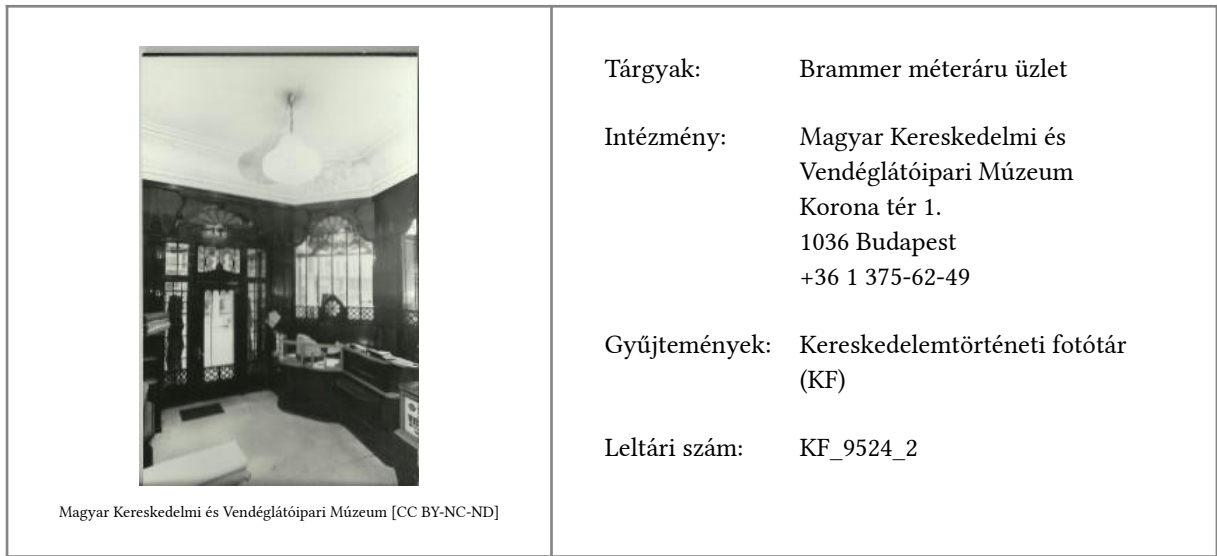 Magyar Kereskedelmi és Vendéglátóipari Múzeum [CC BY-NC-ND]
Tárgyak: Brammer méteráru üzlet
Intézmény: Magyar Kereskedelmi és
Vendéglátóipari Múzeum
Korona tér 1.
1036 Budapest
+36 1 375-62-49
Gyűjtemények: Kereskedelemtörténeti fotótár
(KF)
Leltári szám: KF_9524_2